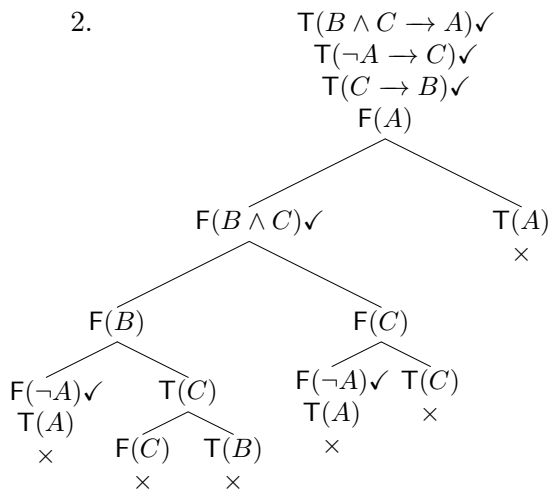 2. T(B ∧ C → A)✓
T(¬A → C)✓
T(C → B)✓
F(A)
F(B ∧ C)✓ T(A)
×
F(B) F(C)
F(¬A)✓ T(C) F(¬A)✓ T(C)
T(A) T(A) ×
× F(C) T(B) ×
× ×